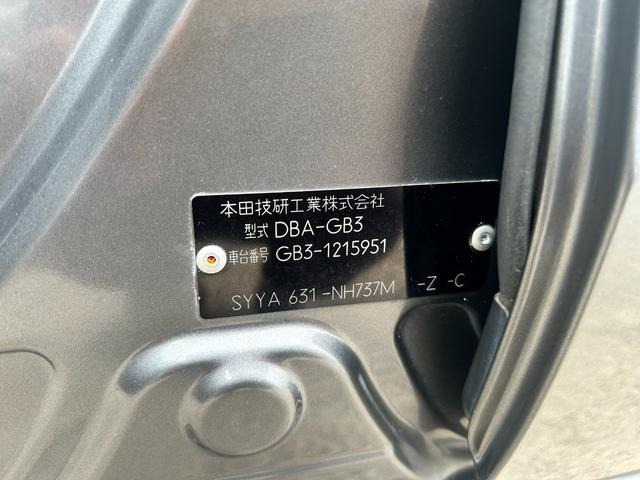 本田技研工業株式会社
型式 DBA-GB3
車台番号 GB3-1215951
SYYA 631 -NH737M -Z -C